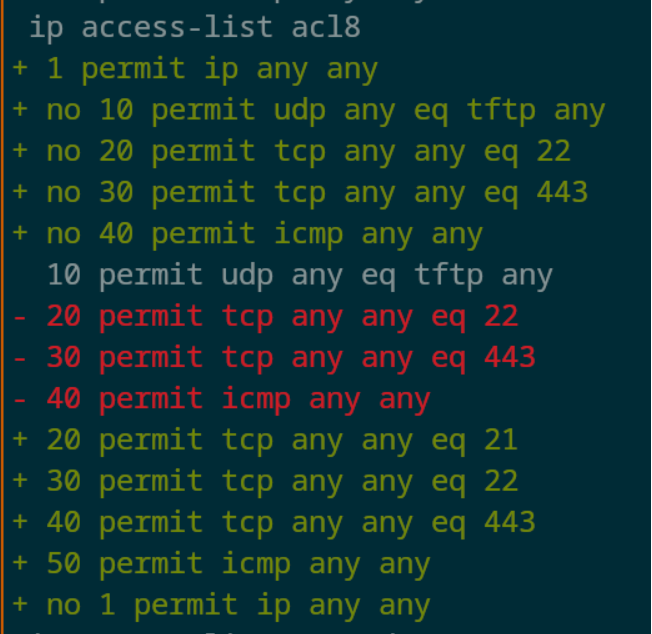 ip access-list acl8
+ 1 permit ip any any
+ no 10 permit udp any eq tftp any
+ no 20 permit tcp any any eq 22
+ no 30 permit tcp any any eq 443
+ no 40 permit icmp any any
10 permit udp any eq tftp any
- 20 permit tcp any any eq 22
- 30 permit tcp any any eq 443
- 40 permit icmp any any
+ 20 permit tcp any any eq 21
+ 30 permit tcp any any eq 22
+ 40 permit tcp any any eq 443
+ 50 permit icmp any any
+ no 1 permit ip any any